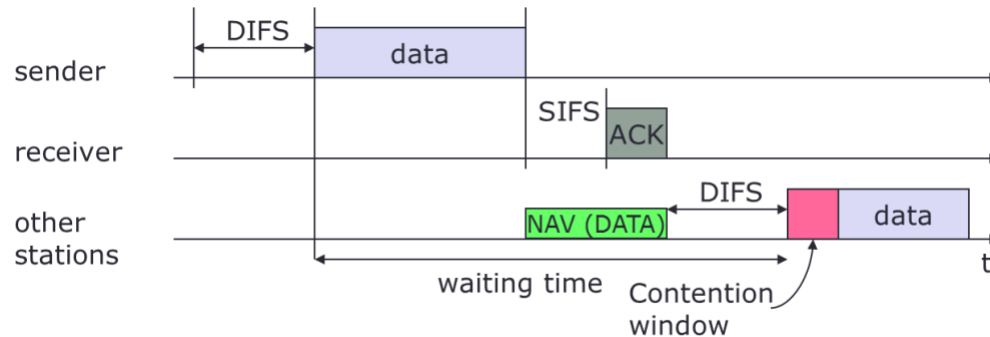 DIFS
data
sender
SIFS
ACK
receiver
DIFS
other
stations
NAV (DATA)
data
t
waiting time
Contention
window